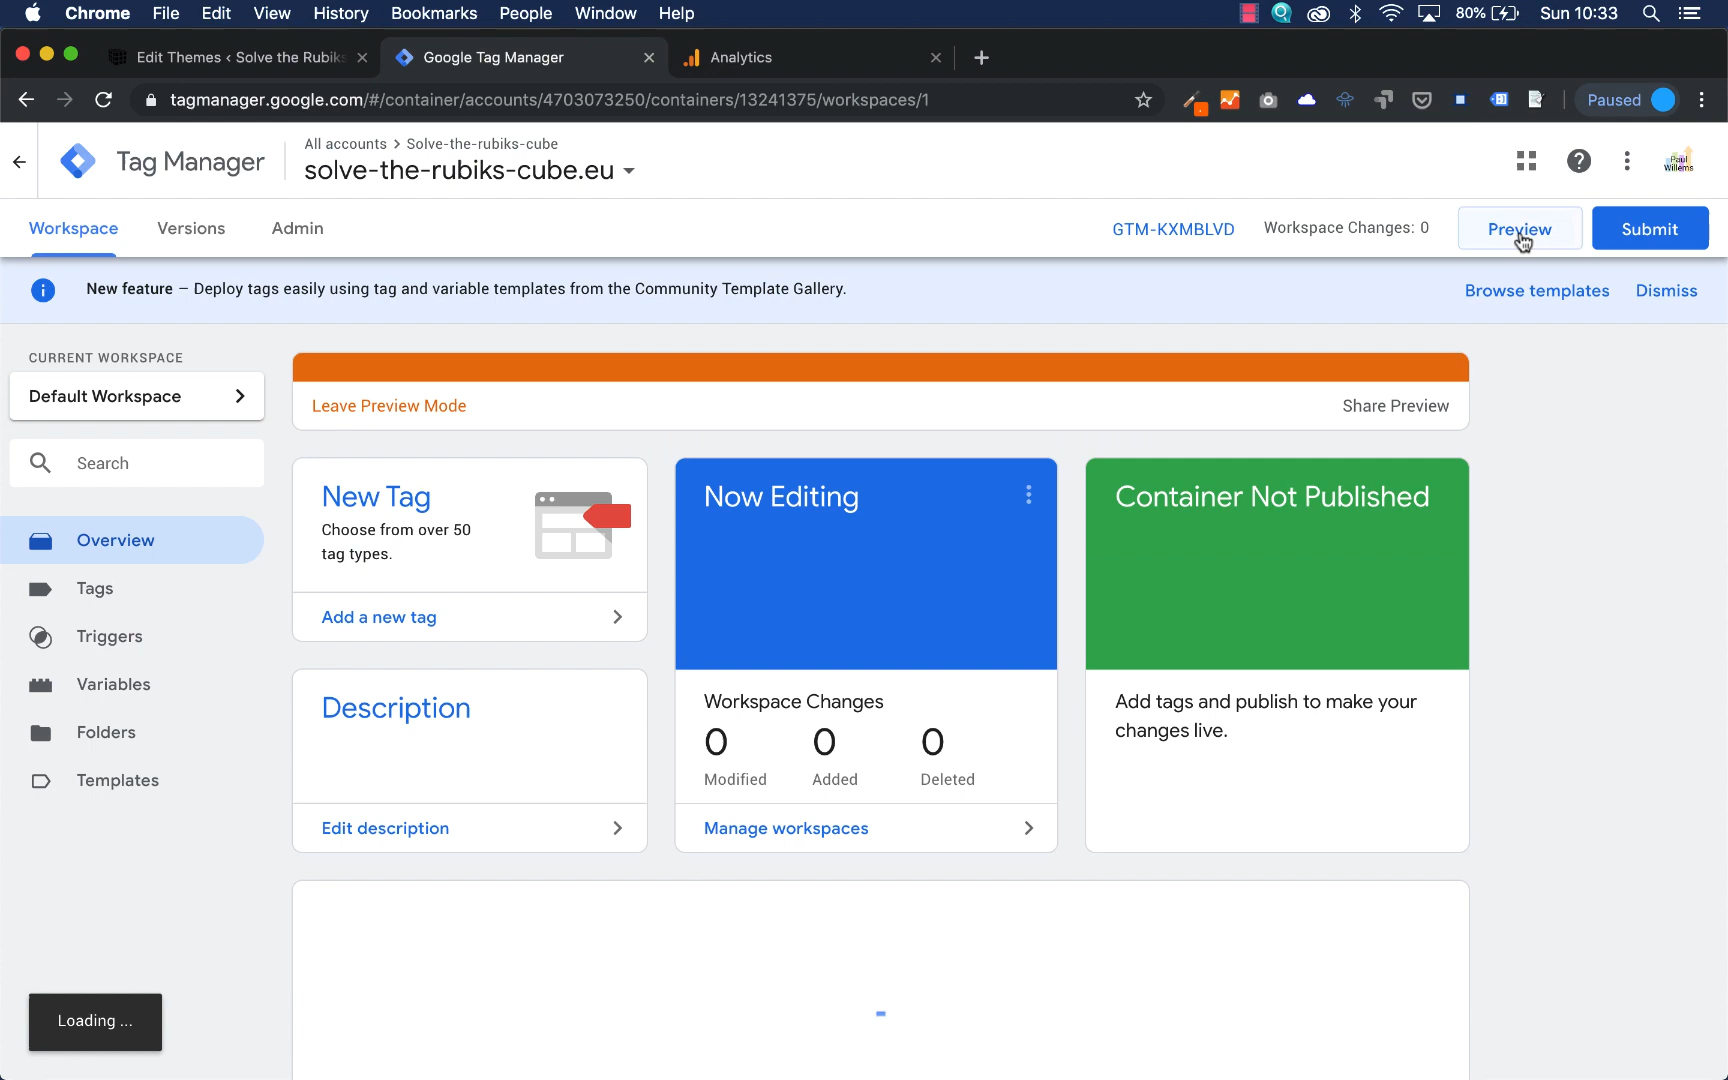 Chrome File Edit View History Bookmarks People Window Help 80% Sun 10:33
Edit Themes < Solve the Rubiks
Google Tag Manager
Analytics
tagmanager.google.com/#/container/accounts/4703073250/containers/13241375/workspaces/1
Paused
Tag Manager
All accounts > Solve-the-rubiks-cube
solve-the-rubiks-cube.eu
Paul Willems
Workspace Versions Admin
GTM-KXMBLVD Workspace Changes: 0 Preview Submit
New feature – Deploy tags easily using tag and variable templates from the Community Template Gallery.
Browse templates Dismiss
CURRENT WORKSPACE
Default Workspace
Search
Overview
Tags
Triggers
Variables
Folders
Templates
Leave Preview Mode
Share Preview
New Tag
Choose from over 50
tag types.
Add a new tag
Description
Edit description
Now Editing
Workspace Changes
0 0 0
Modified Added Deleted
Manage workspaces
Container Not Published
Add tags and publish to make your
changes live.
Loading ...